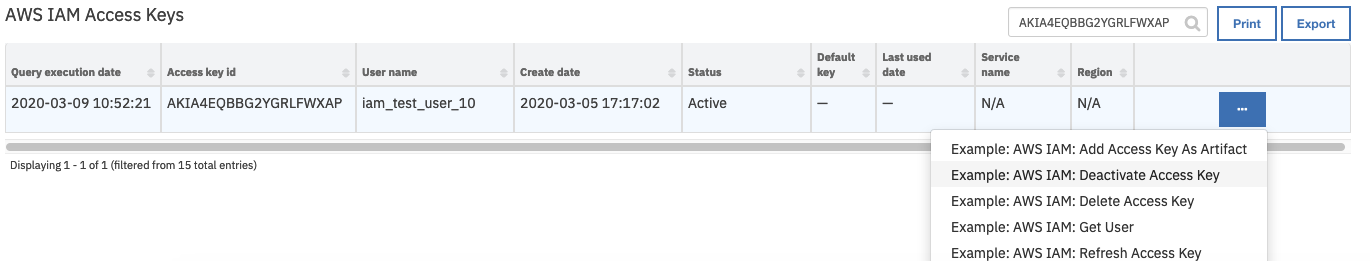 AWS IAM Access Keys
AKIA4EQBBG2YGRLFWXAP
Print
Export
Query execution date
Access key id
User name
Create date
Status
Default
key
Last used
date
Service
name
Region
2020-03-09 10:52:21
AKIA4EQBBG2YGRLFWXAP
iam_test_user_10
2020-03-05 17:17:02
Active
—
—
N/A
N/A
...
Displaying 1 - 1 of 1 (filtered from 15 total entries)
Example: AWS IAM: Add Access Key As Artifact
Example: AWS IAM: Deactivate Access Key
Example: AWS IAM: Delete Access Key
Example: AWS IAM: Get User
Example: AWS IAM: Refresh Access Key